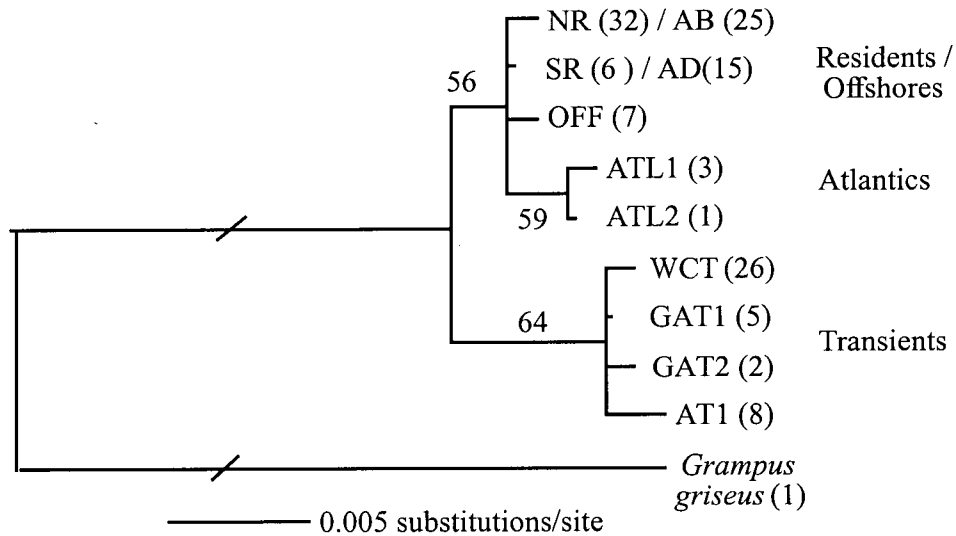 NR (32) / AB (25)
56
SR (6 ) / AD(15)
Residents /
Offshores
OFF (7)
ATL1 (3)
Atlantics
59
ATL2 (1)
WCT (26)
64
GAT1 (5)
Transients
GAT2 (2)
AT1 (8)
Grampus
griseus (1)
0.005 substitutions/site